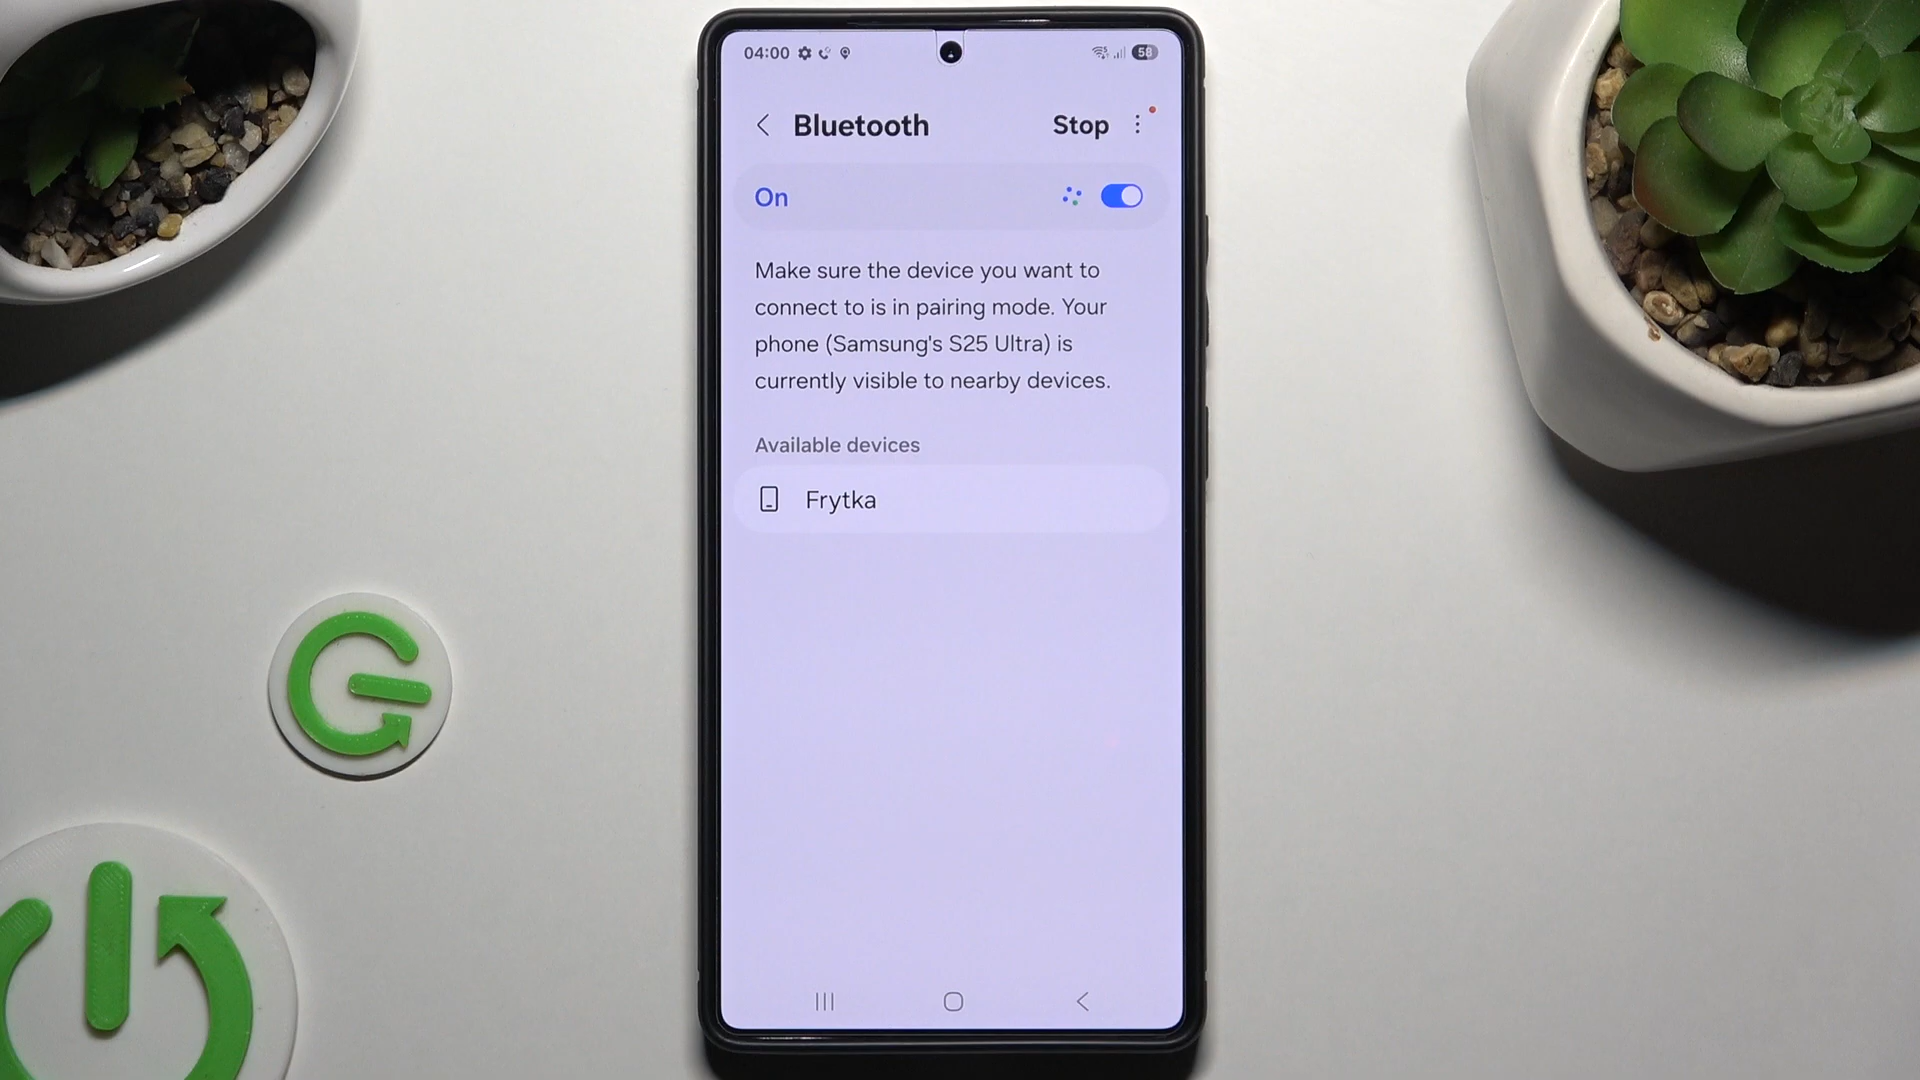 04:00
58
Bluetooth
Stop
On
Make sure the device you want to
connect to is in pairing mode. Your
phone (Samsung's S25 Ultra) is
currently visible to nearby devices.
Available devices
Frytka